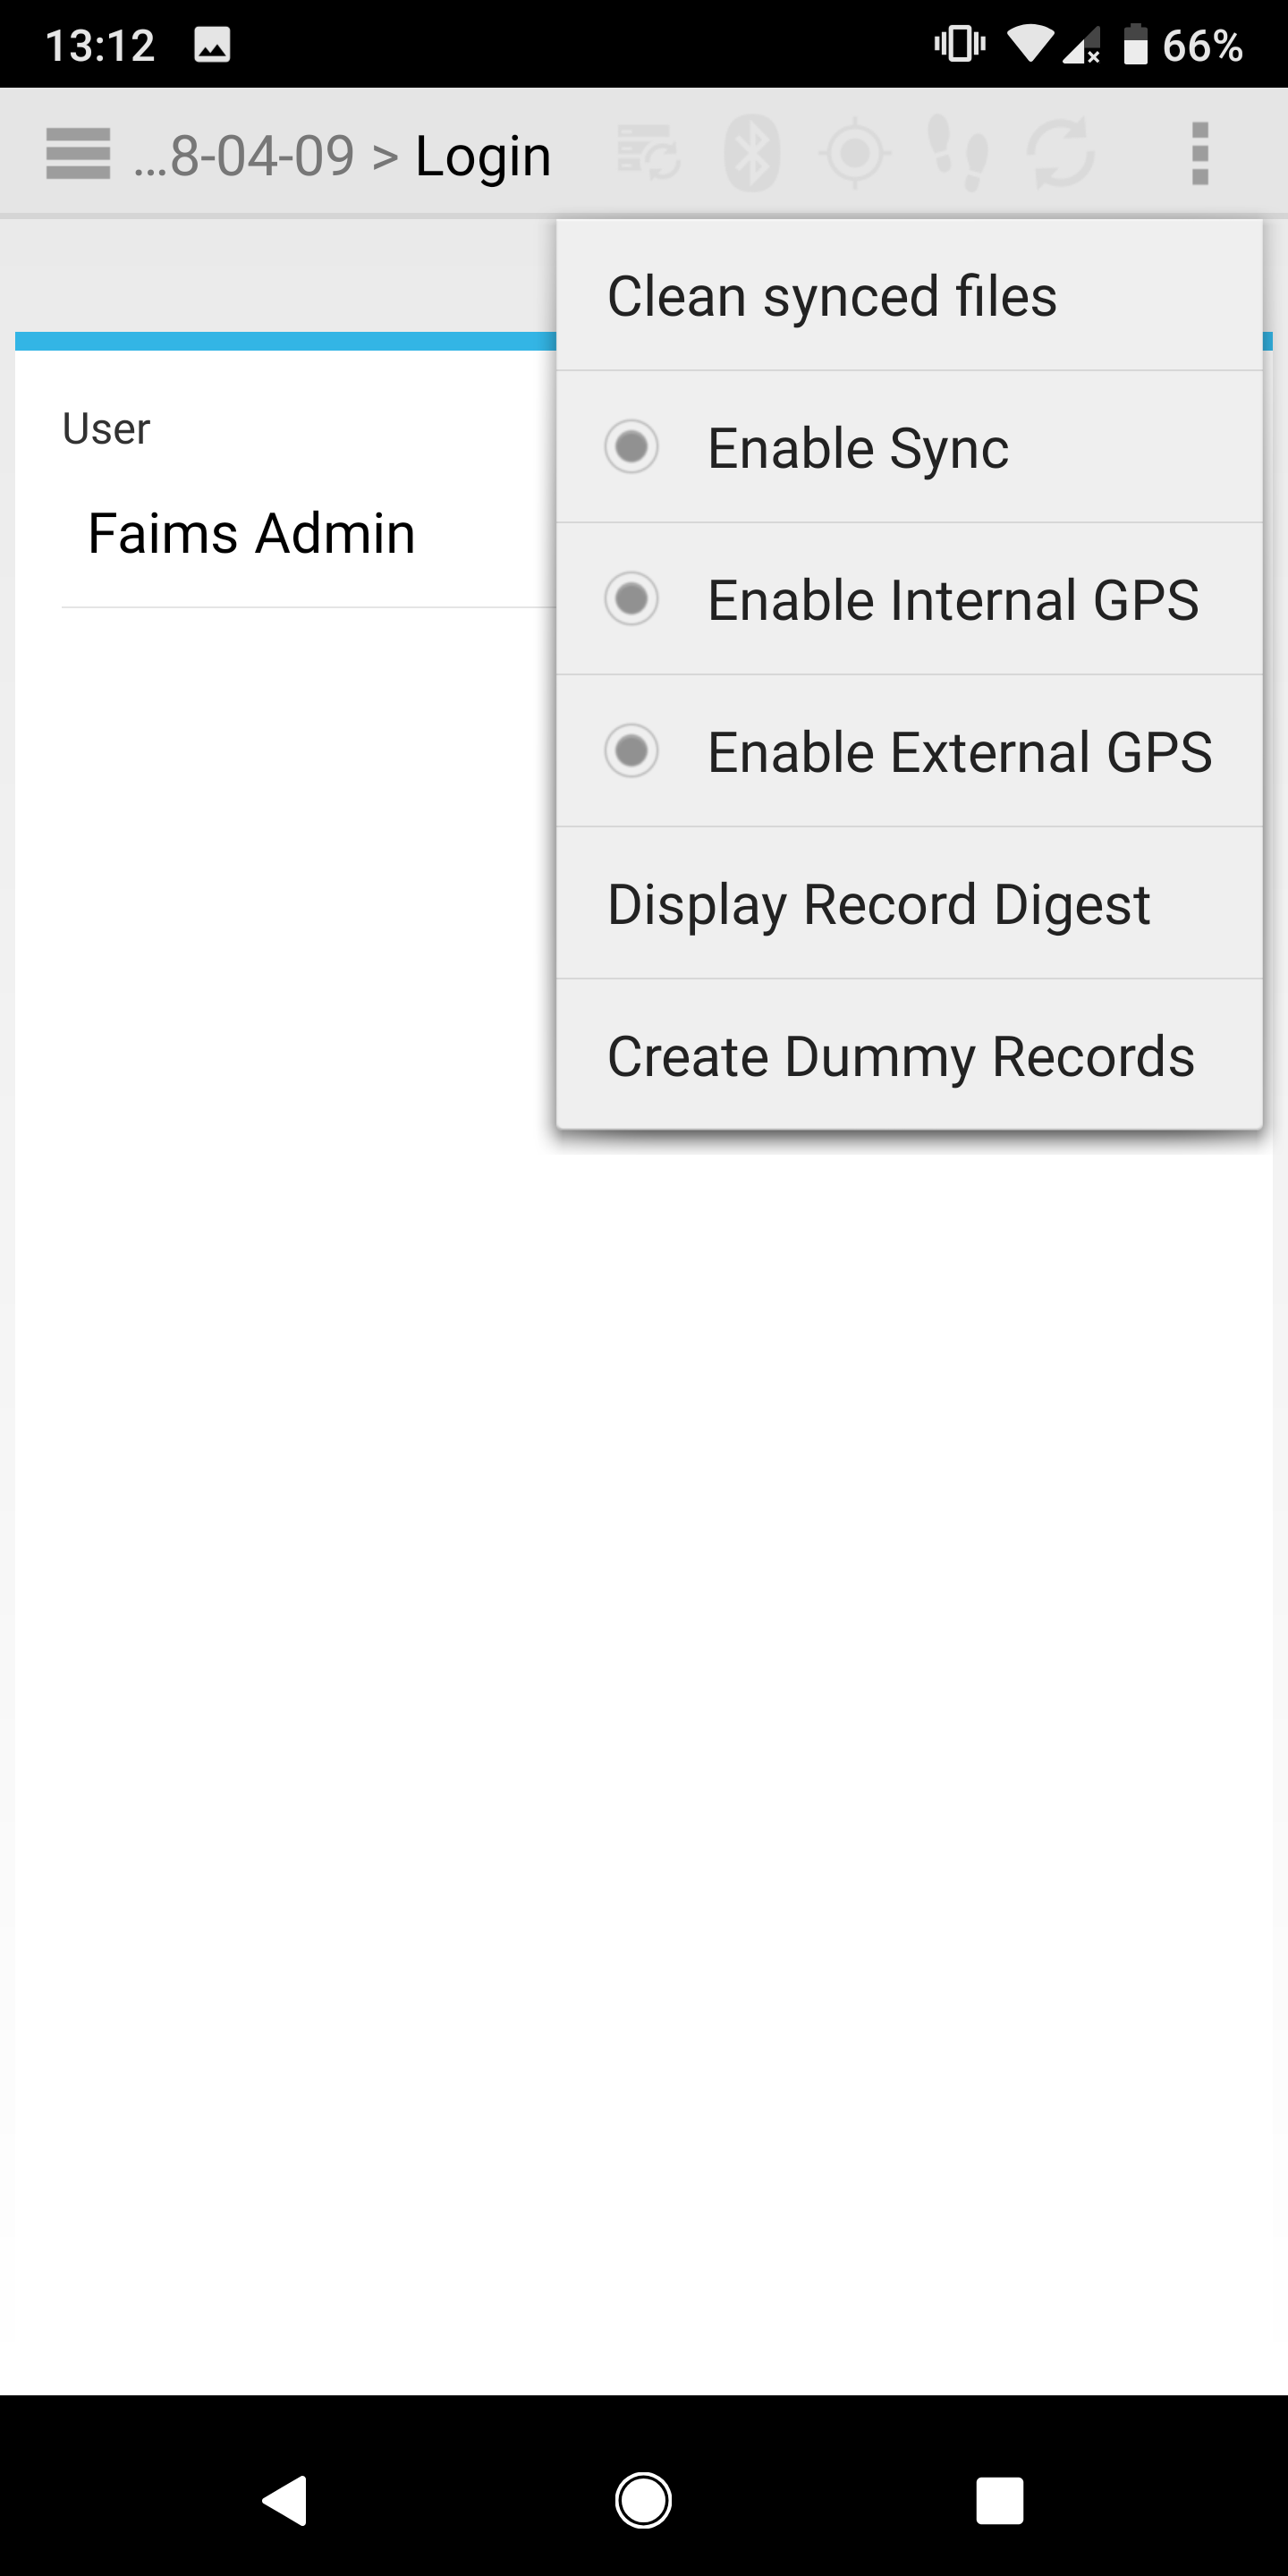 13:12 66%
...8-04-09 > Login
Clean synced files
User
Enable Sync
Faims Admin
Enable Internal GPS
Enable External GPS
Display Record Digest
Create Dummy Records